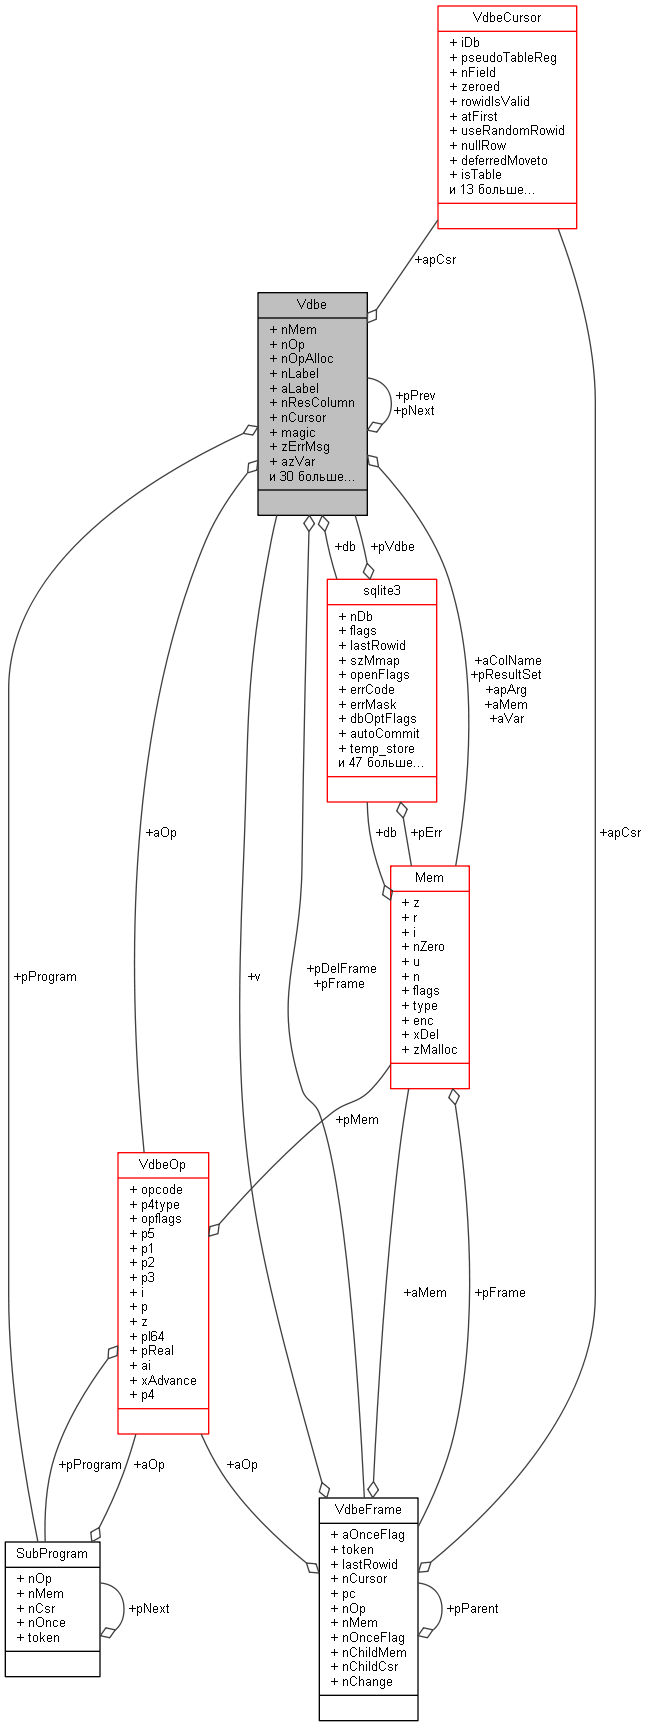 VdbeCursor
+ iDb
+ pseudoTableReg
+ nField
+ zeroed
+ rowidIsValid
+ atFirst
+ useRandomRowid
+ nullRow
+ deferredMoveto
+ isTable
и 13 больше...
+apCsr
Vdbe
+ nMem
+ nOp
+ nOpAlloc
+ nLabel
+ aLabel
+ nResColumn
+ nCursor
+ magic
+ zErrMsg
+ azVar
и 30 больше...
+pPrev
+pNext
+db
+pVdbe
sqlite3
+ nDb
+ flags
+ lastRowid
+ szMmap
+ openFlags
+ errCode
+ errMask
+ dbOptFlags
+ autoCommit
+ temp_store
и 47 больше...
+aColName
+pResultSet
+apArg
+aMem
+aVar
+aOp
+db
+pErr
+apCsr
Mem
+ z
+ r
+ i
+ nZero
+ u
+ n
+ flags
+ type
+ enc
+ xDel
+ zMalloc
+pProgram
+v
+pDelFrame
+pFrame
+pMem
VdbeOp
+ opcode
+ p4type
+ opflags
+ p5
+ p1
+ p2
+ p3
+ i
+ p
+ z
+ pI64
+ pReal
+ ai
+ xAdvance
+ p4
+aMem
+pFrame
+pProgram
+aOp
+aOp
SubProgram
+ nOp
+ nMem
+ nCsr
+ nOnce
+ token
+pNext
VdbeFrame
+ aOnceFlag
+ token
+ lastRowid
+ nCursor
+ pc
+ nOp
+ nMem
+ nOnceFlag
+ nChildMem
+ nChildCsr
+ nChange
+pParent